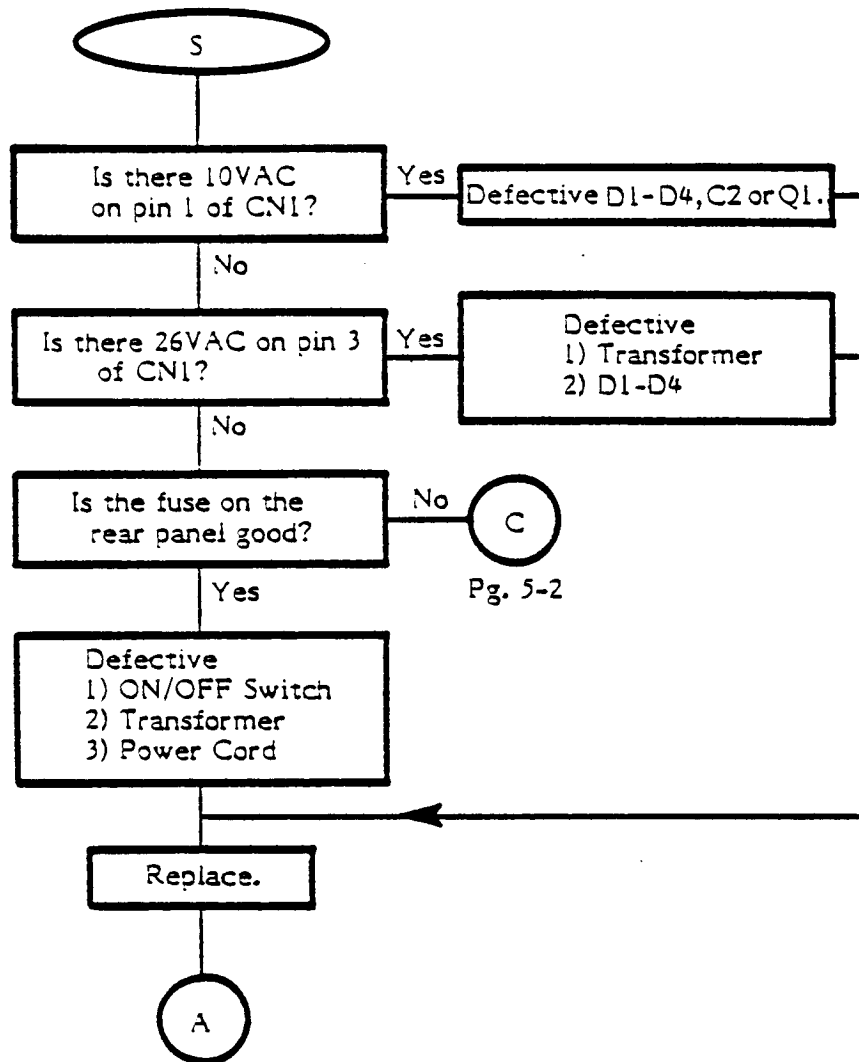 S
Is there 10VAC
on pin 1 of CN1?
Yes
Defective D1-D4, C2 or Q1.
No
Is there 26VAC on pin 3
of CN1?
Yes
Defective
1) Transformer
2) D1-D4
No
Is the fuse on the
rear panel good?
No
C
Pg. 5-2
Yes
Defective
1) ON/OFF Switch
2) Transformer
3) Power Cord
Replace.
A